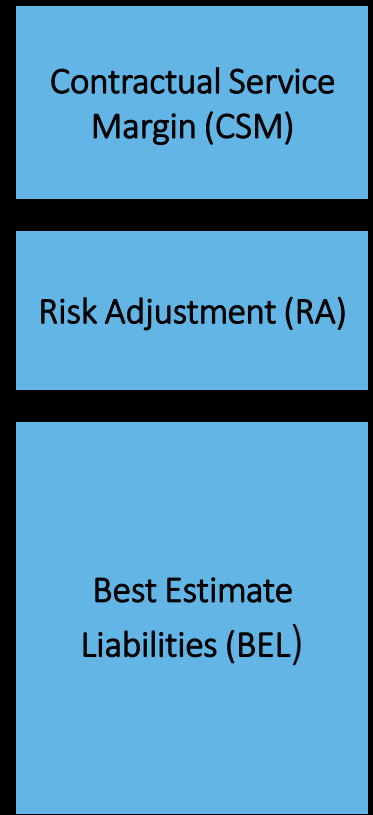 Contractual Service
Margin (CSM)
Risk Adjustment (RA)
Best Estimate
Liabilities (BEL)